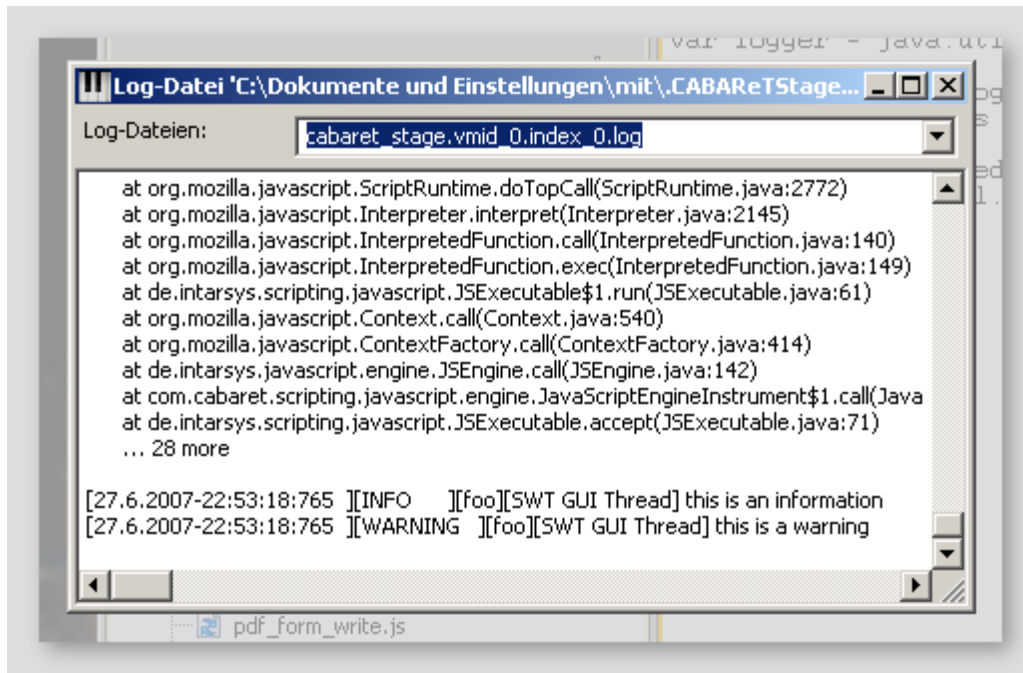 var logger = java.uti
Log-Datei 'C:\Dokumente und Einstellungen\mit\.CABAReTStage...
Log-Dateien:
cabaret_stage.vmid_0.index_0.log
at org.mozilla.javascript.ScriptRuntime.doTopCall(ScriptRuntime.java:2772)
at org.mozilla.javascript.Interpreter.interpret(Interpreter.java:2145)
at org.mozilla.javascript.InterpretedFunction.call(InterpretedFunction.java:140)
at org.mozilla.javascript.InterpretedFunction.exec(InterpretedFunction.java:149)
at de.intarsys.scripting.javascript.JSExecutable$1.run(JSExecutable.java:61)
at org.mozilla.javascript.Context.call(Context.java:540)
at org.mozilla.javascript.ContextFactory.call(ContextFactory.java:414)
at de.intarsys.javascript.engine.JSEngine.call(JSEngine.java:142)
at com.cabaret.scripting.javascript.engine.JavaScriptEngineInstrument$1.call(Java
at de.intarsys.scripting.javascript.JSExecutable.accept(JSExecutable.java:71)
... 28 more
[27.6.2007-22:53:18:765 ][INFO ][foo][SWT GUI Thread] this is an information
[27.6.2007-22:53:18:765 ][WARNING ][foo][SWT GUI Thread] this is a warning
pdf_form_write.js